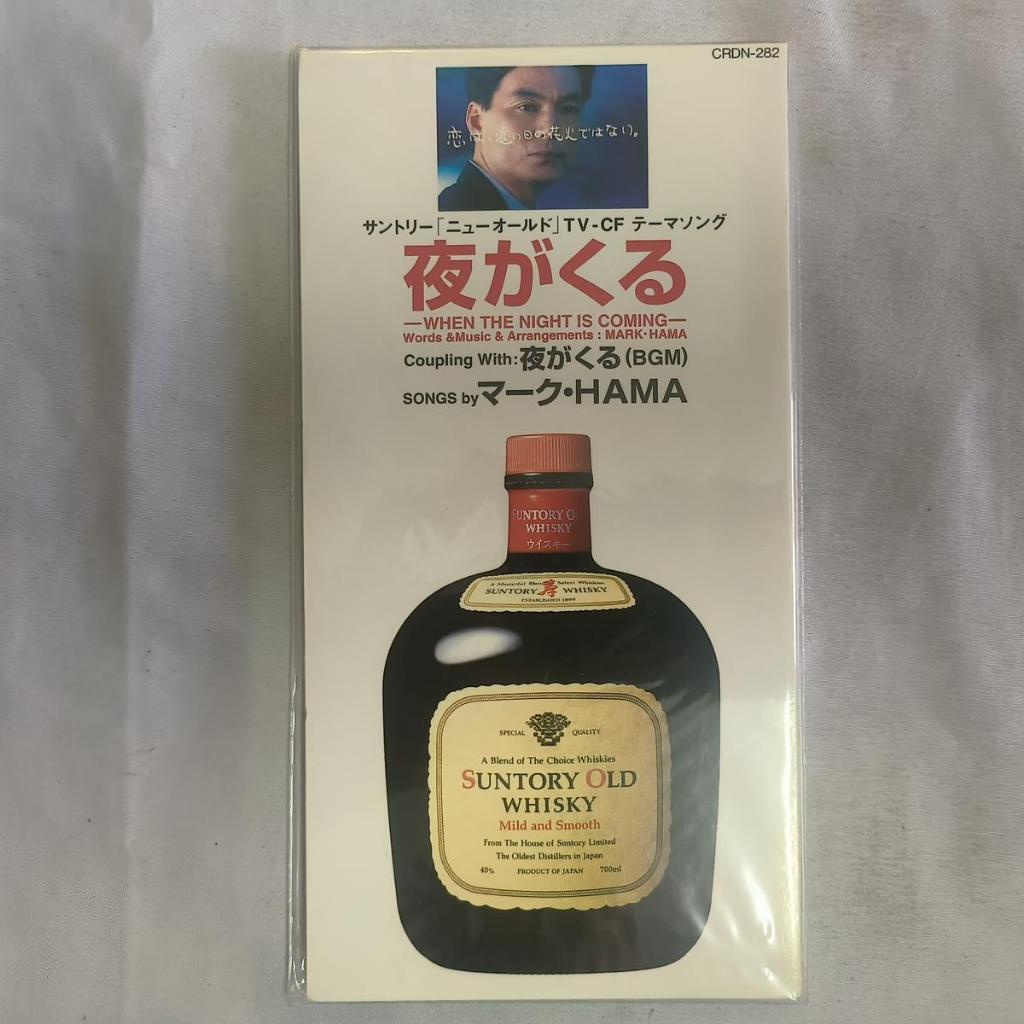 CRDN-282
恋は、遠い日の花火ではない。
サントリー「ニューオールド」TV-CF テーマソング
夜がくる
—WHEN THE NIGHT IS COMING—
Words &Music & Arrangements : MARK・HAMA
Coupling With: 夜がくる(BGM)
SONGS by マーク・HAMA
SUNTORY OL
WHISKY
ウイスキー
A Masterful Blend Select Whiskies
SUNTORY 寿 WHISKY
ESTABLISHED 1899
SPECIAL QUALITY
A Blend of The Choice Whiskies
SUNTORY OLD
WHISKY
Mild and Smooth
From The House of Suntory Limited
The Oldest Distillers in Japan
40% PRODUCT OF JAPAN 700ml